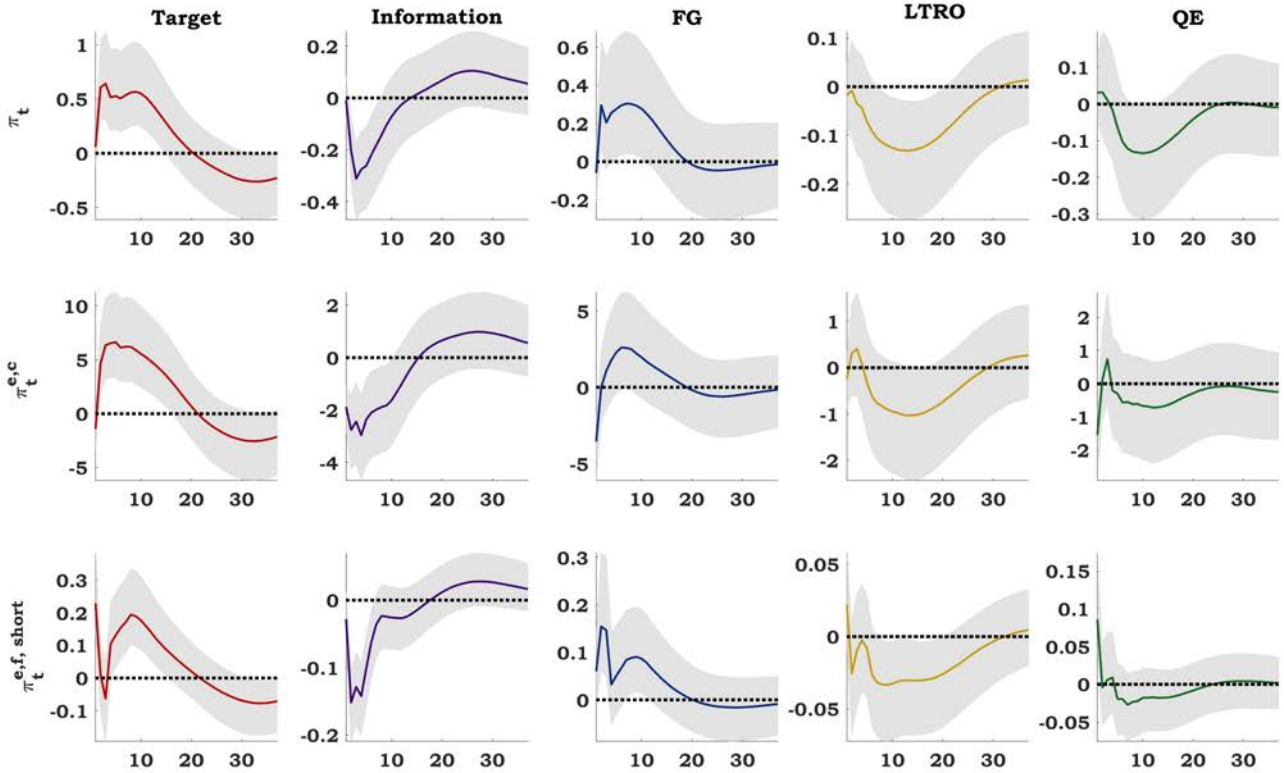 Target Information FG LTRO QE
π_t
1 0.5 0 -0.5
10 20 30
0.2 0 -0.2 -0.4
10 20 30
0.6 0.4 0.2 0 -0.2
10 20 30
0.1 0 -0.1 -0.2
10 20 30
0.1 0 -0.1 -0.2 -0.3
10 20 30
π_t^{e,c}
10 5 0 -5
10 20 30
2 0 -2 -4
10 20 30
5 0 -5
10 20 30
1 0 -1 -2
10 20 30
2 1 0 -1 -2
10 20 30
π_t^{e,f, short}
0.3 0.2 0.1 0 -0.1
10 20 30
0 -0.1 -0.2
10 20 30
0.3 0.2 0.1 0
10 20 30
0.05 0 -0.05
10 20 30
0.15 0.1 0.05 0 -0.05
10 20 30